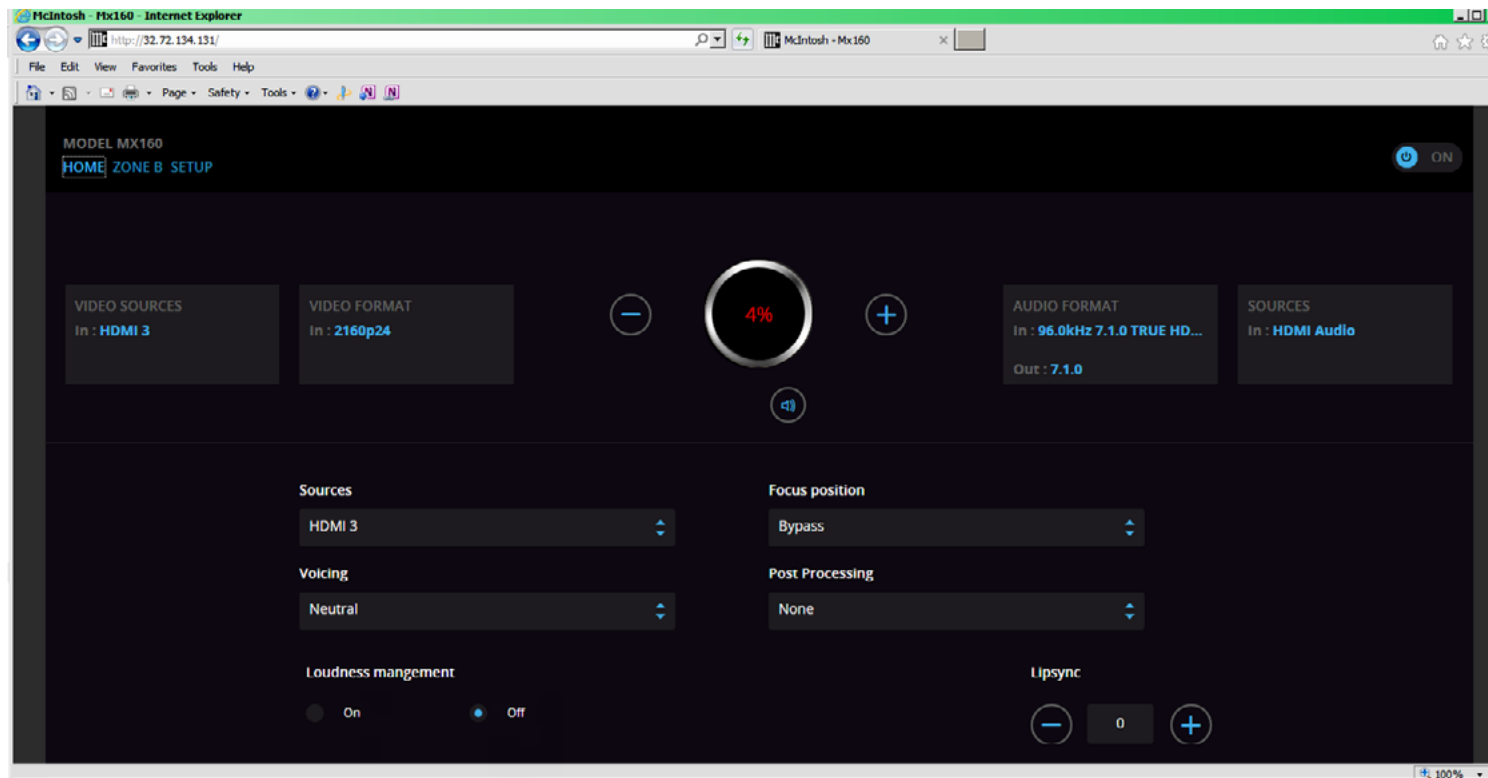 McIntosh - Mx160 - Internet Explorer
http://32.72.134.131/
McIntosh - Mx160
File Edit View Favorites Tools Help
Page Safety Tools
MODEL MX160
HOME ZONE B SETUP
ON
VIDEO SOURCES
In : HDMI 3
VIDEO FORMAT
In : 2160p24
4%
AUDIO FORMAT
In : 96.0kHz 7.1.0 TRUE HD...
Out : 7.1.0
SOURCES
In : HDMI Audio
Sources
HDMI 3
Focus position
Bypass
Voicing
Neutral
Post Processing
None
Loudness mangement
On Off
Lipsync
0
100%